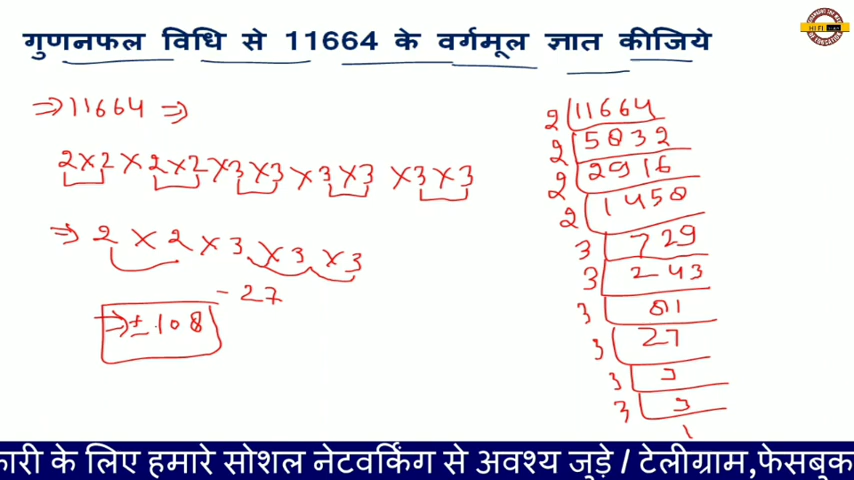 गुणनफल विधि से 11664 के वर्गमूल ज्ञात कीजिये
HIFI
⇒ 11664 ⇒
2×2 × 2×2 × 3×3 × 3×3 × 3×3
⇒ 2 × 2 × 3 × 3 × 3
- 27
⇒ ± 108
2 | 11664
2 | 5832
2 | 2916
2 | 1458
3 | 729
3 | 243
3 | 81
3 | 27
3 | 9
3 | 3
1
कारी के लिए हमारे सोशल नेटवर्किंग से अवश्य जुड़े / टेलीग्राम,फेसबुक